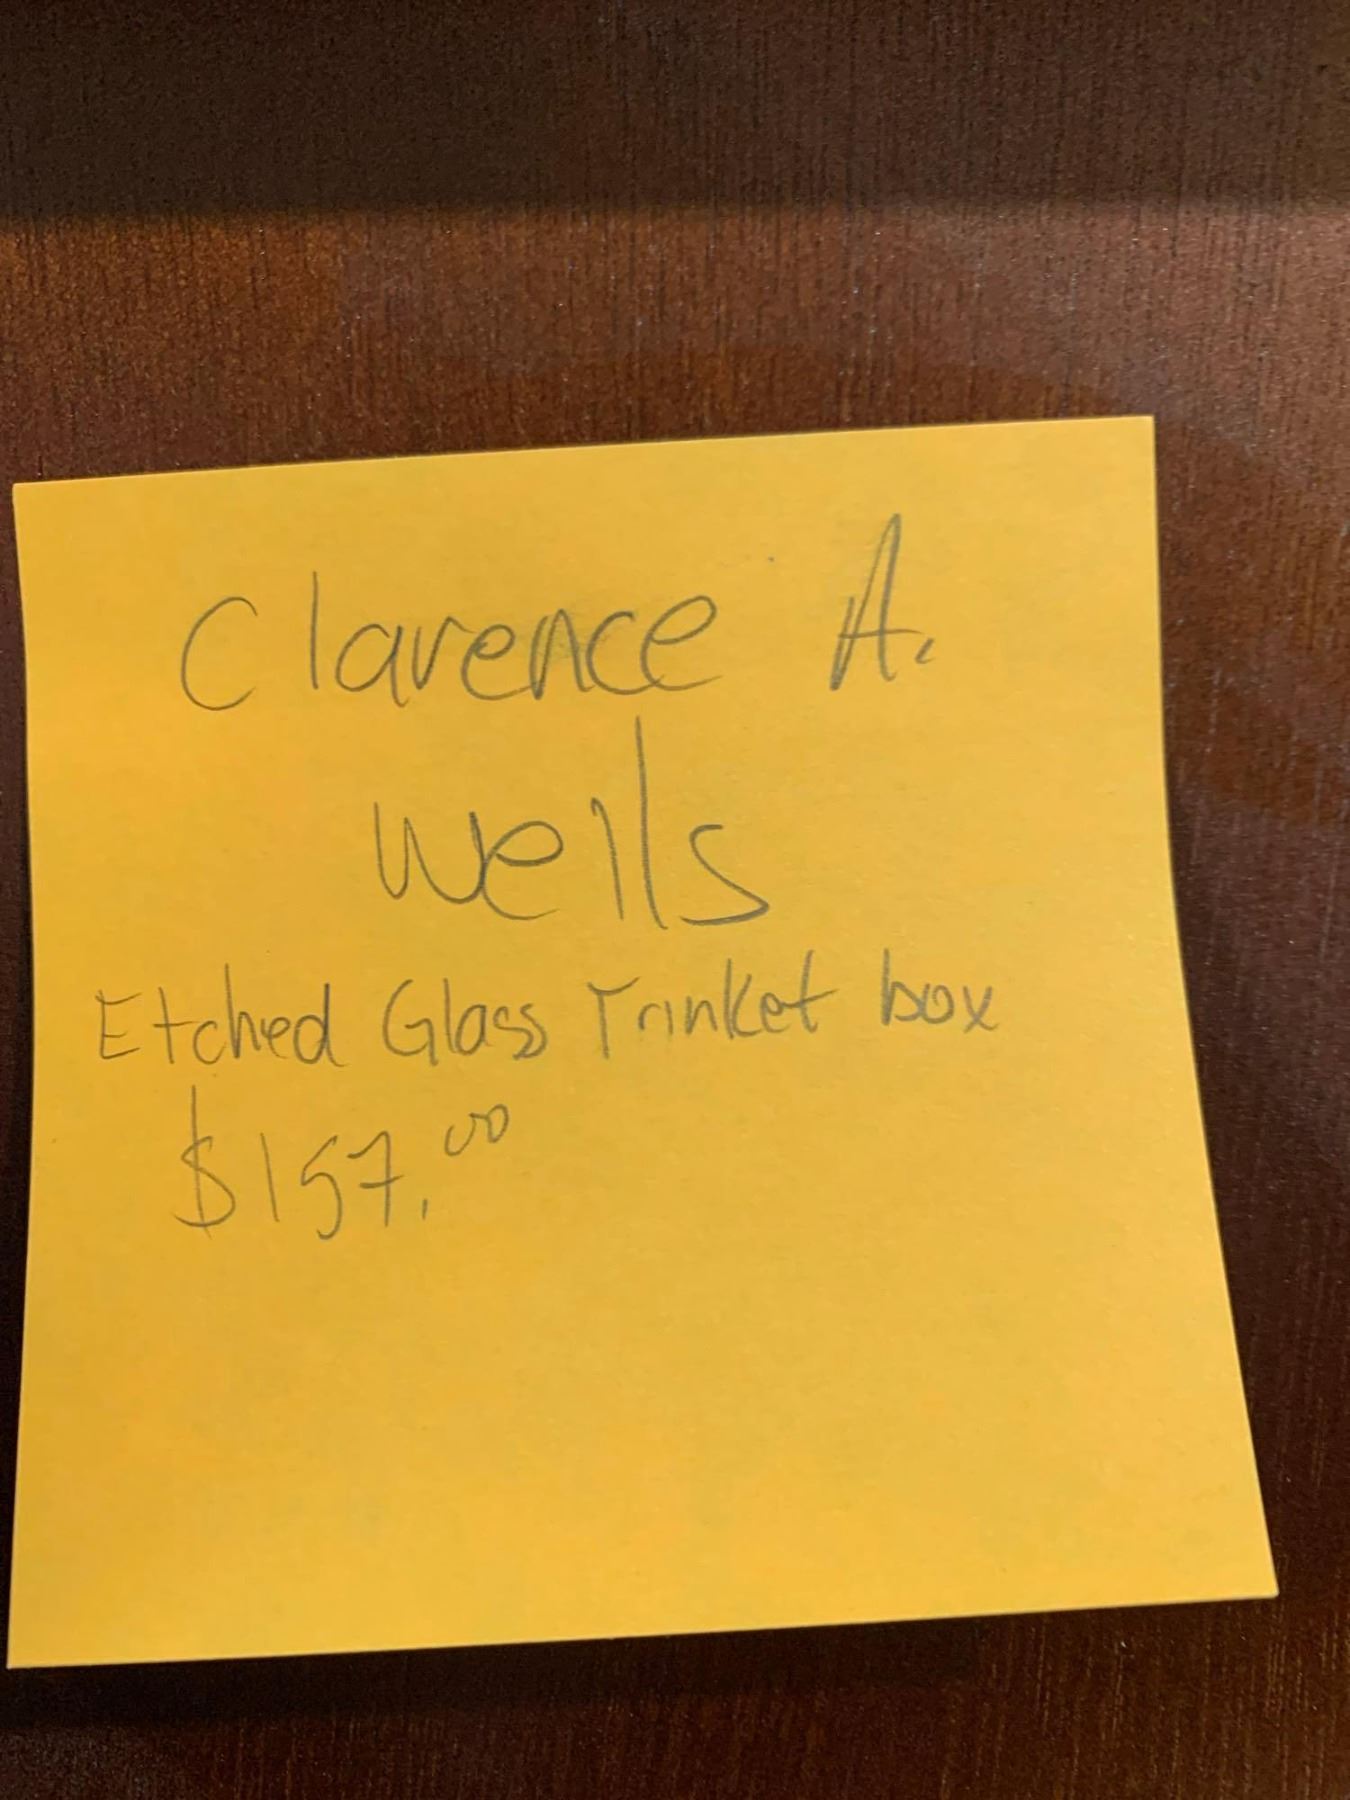 Clarence A.
Wells
Etched Glass Trinket box
$157.00